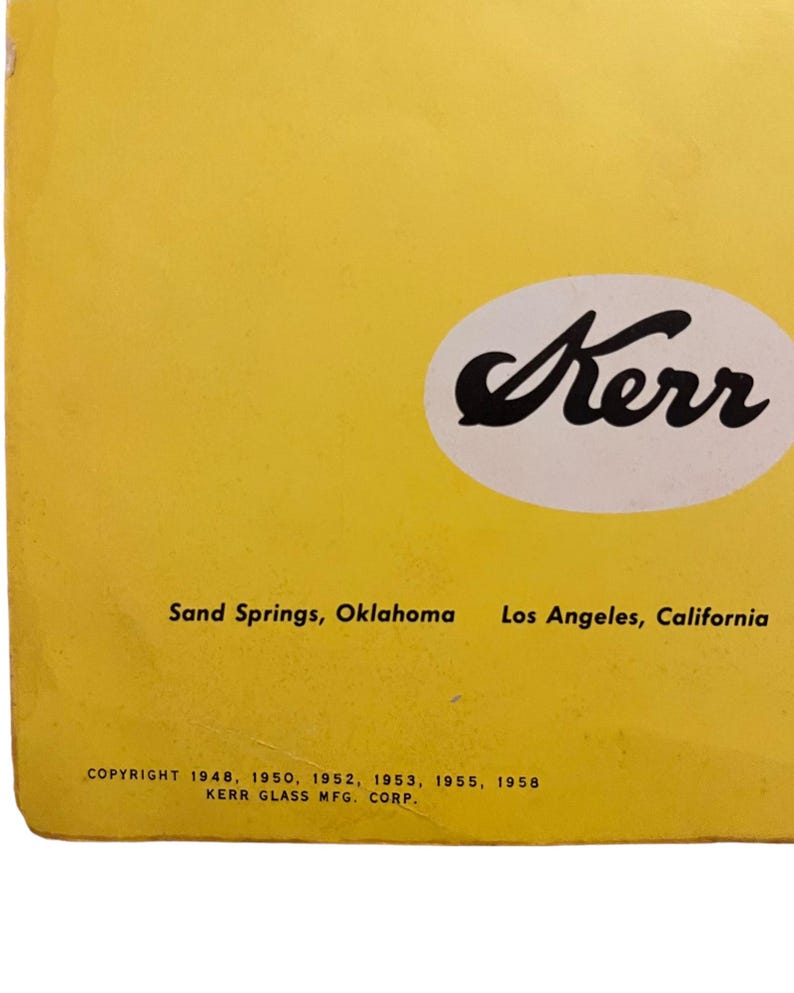 Kerr
Sand Springs, Oklahoma Los Angeles, California
COPYRIGHT 1948, 1950, 1952, 1953, 1955, 1958
KERR GLASS MFG. CORP.